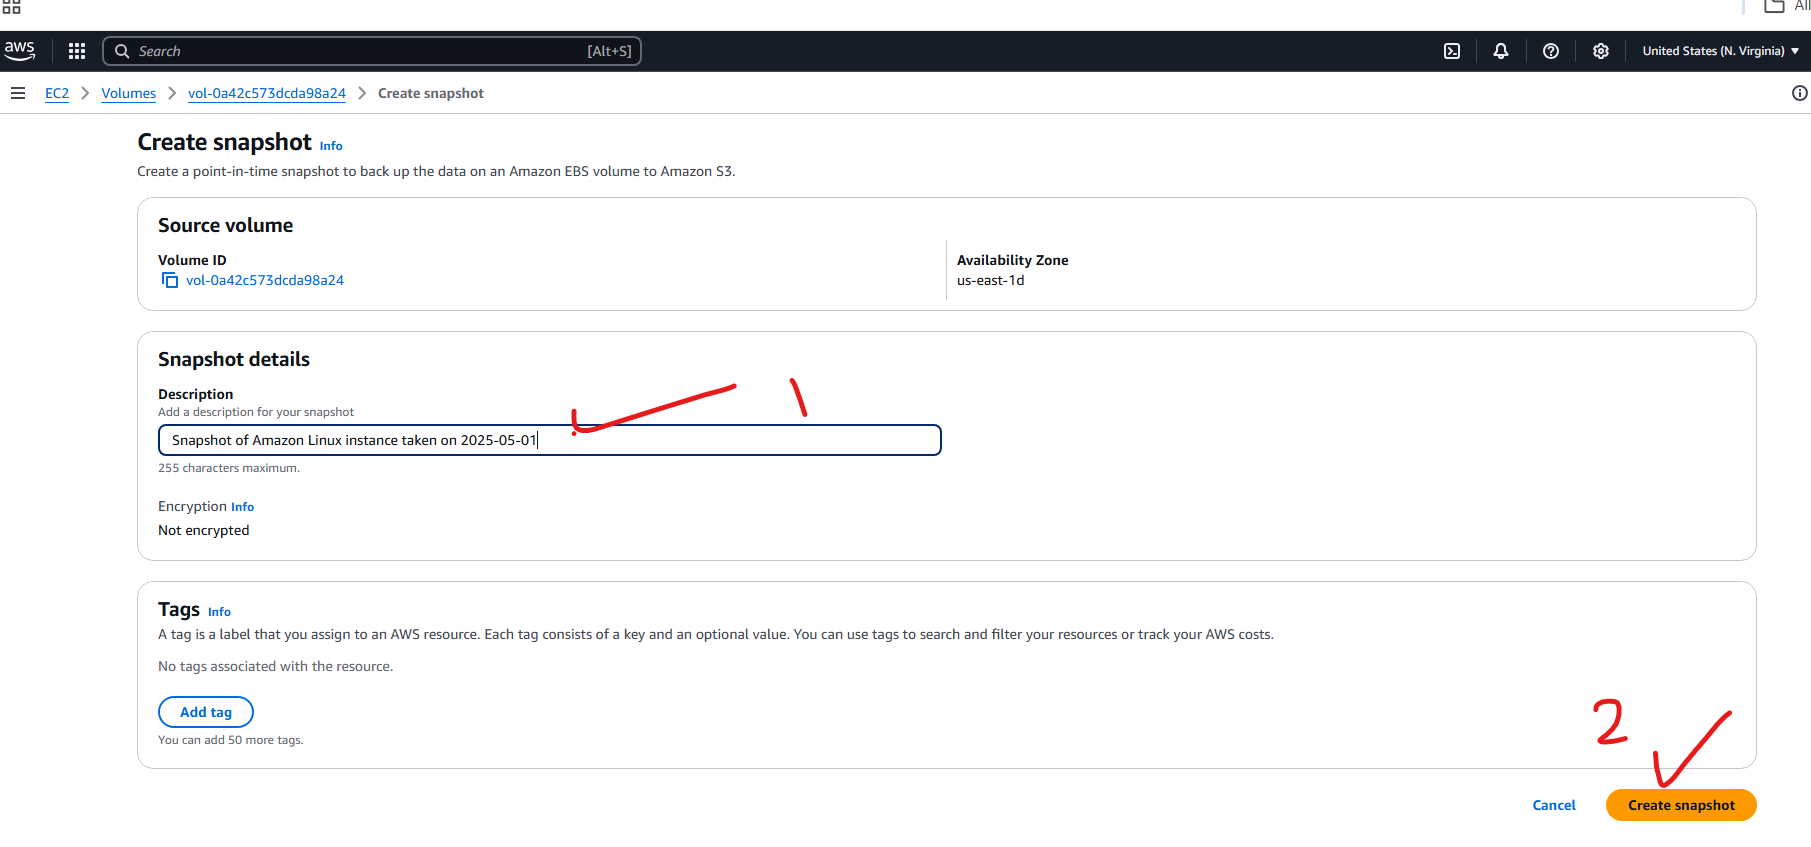 All
aws
Search [Alt+S]
United States (N. Virginia)
EC2 > Volumes > vol-0a42c573dcda98a24 > Create snapshot
Create snapshot Info
Create a point-in-time snapshot to back up the data on an Amazon EBS volume to Amazon S3.
Source volume
Volume ID
vol-0a42c573dcda98a24
Availability Zone
us-east-1d
Snapshot details
Description
Add a description for your snapshot
1
Snapshot of Amazon Linux instance taken on 2025-05-01
255 characters maximum.
Encryption Info
Not encrypted
Tags Info
A tag is a label that you assign to an AWS resource. Each tag consists of a key and an optional value. You can use tags to search and filter your resources or track your AWS costs.
No tags associated with the resource.
Add tag
You can add 50 more tags.
2
Cancel
Create snapshot